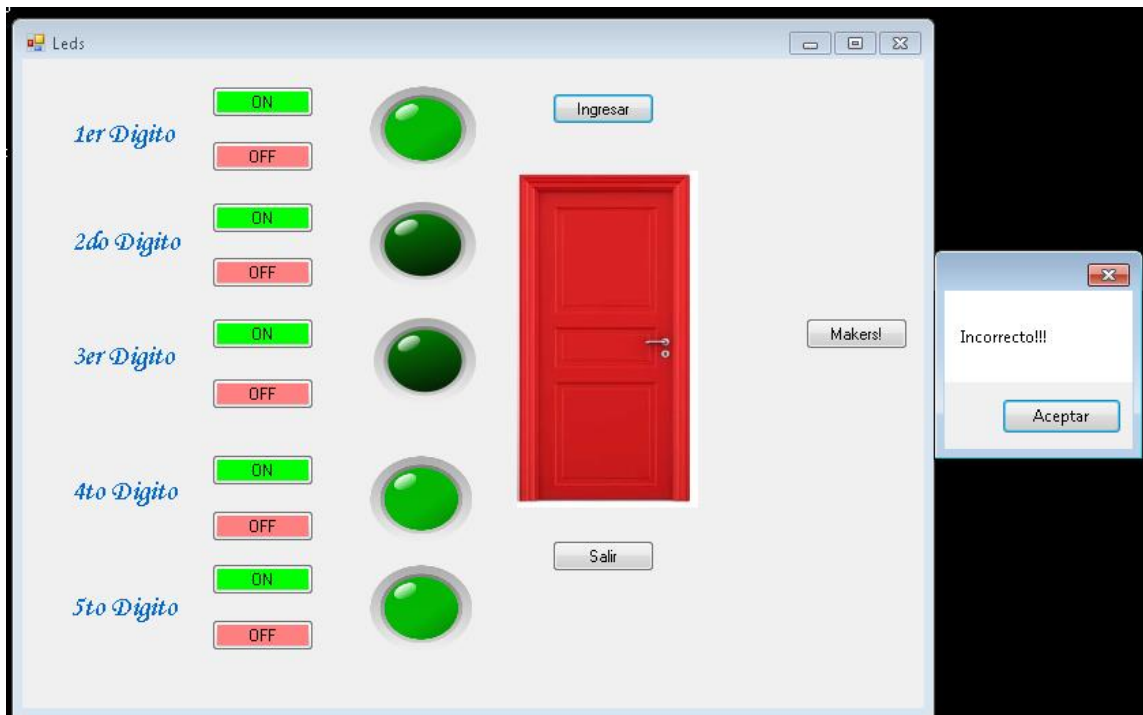 Leds
ON
Ingresar
1er Digito
OFF
ON
2do Digito
OFF
ON
Makers!
Incorrecto!!!
3er Digito
OFF
Aceptar
ON
4to Digito
OFF
Salir
ON
5to Digito
OFF